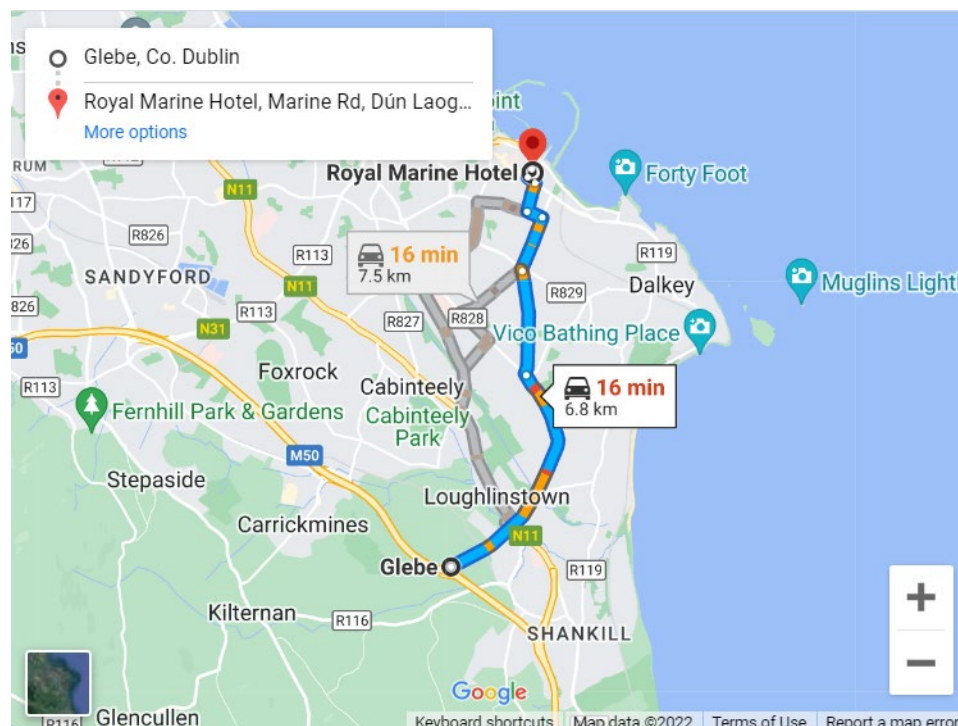 Glebe, Co. Dublin
Royal Marine Hotel, Marine Rd, Dún Laog...
More options
Royal Marine Hotel
Forty Foot
N11
R117
R826
R826
R113
R119
16 min
7.5 km
SANDYFORD
N11
R829
Dalkey
Muglins Light
R113
R827
R828
Vico Bathing Place
N31
Foxrock
Cabinteely
16 min
6.8 km
R113
Fernhill Park & Gardens
Cabinteely
Park
M50
Stepaside
Loughlinstown
Carrickmines
N11
Glebe
R119
Kilternan
R116
SHANKILL
Google
R116
Glencullen
Keyboard shortcuts
Map data ©2022
Terms of Use
Report a map error